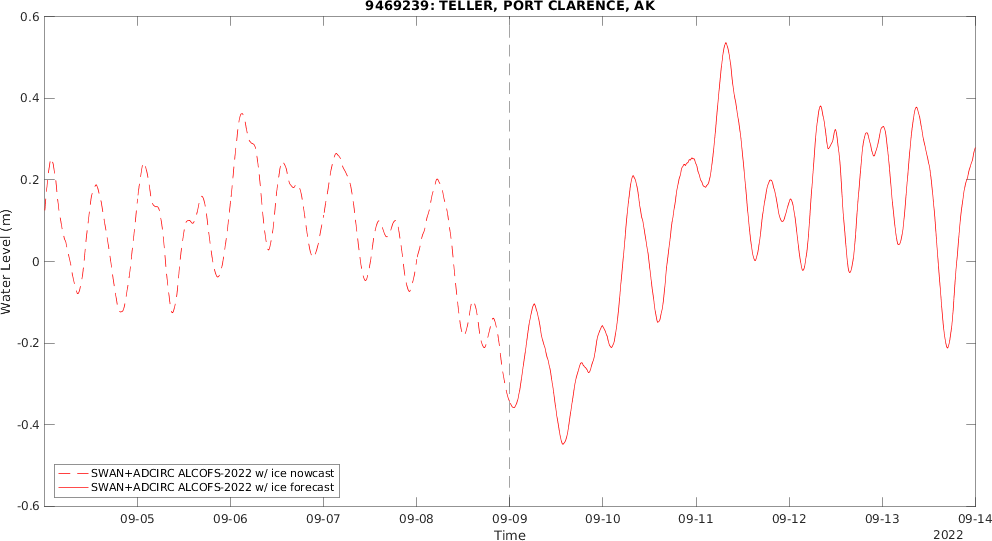 9469239: TELLER, PORT CLARENCE, AK
0.6
0.4
0.2
0
-0.2
-0.4
-0.6
Water Level (m)
SWAN+ADCIRC ALCOFS-2022 w/ ice nowcast
SWAN+ADCIRC ALCOFS-2022 w/ ice forecast
09-05 09-06 09-07 09-08 09-09 09-10 09-11 09-12 09-13 09-14
Time
2022